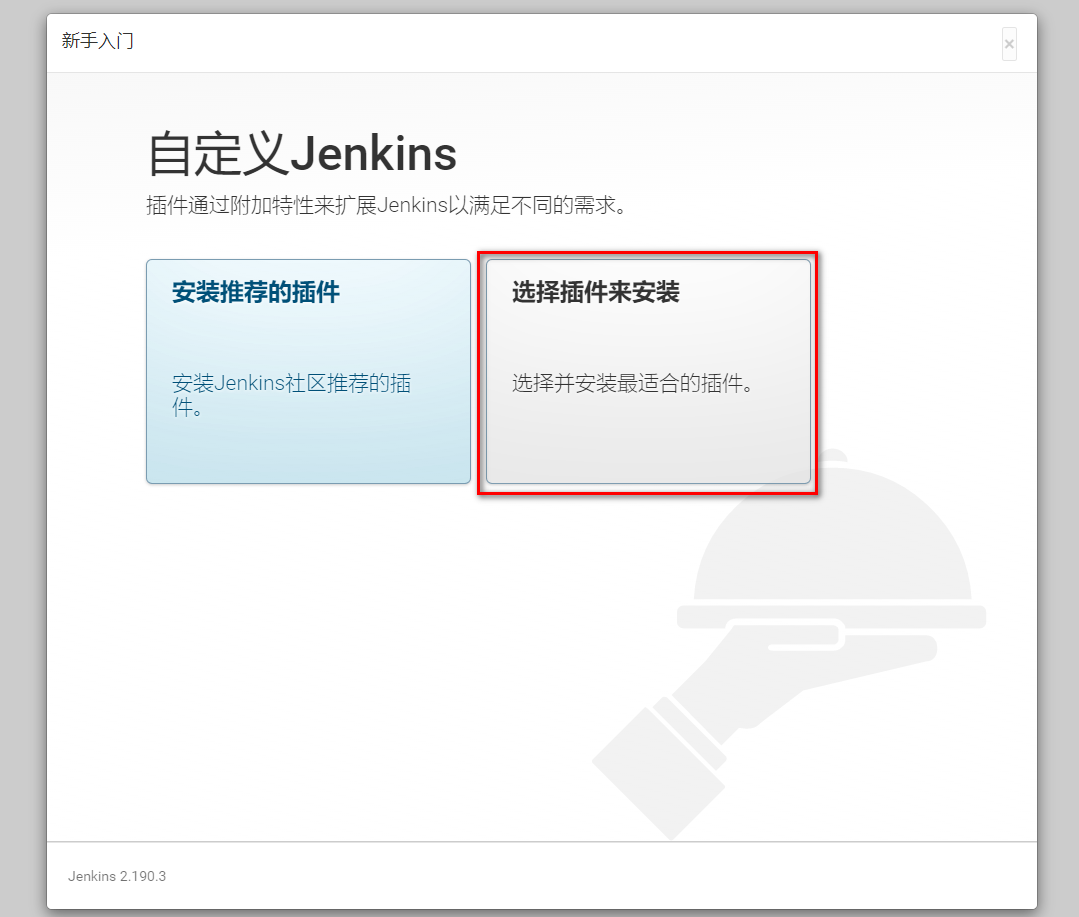 新手入门
×
自定义Jenkins
插件通过附加特性来扩展Jenkins以满足不同的需求。
安装推荐的插件
安装Jenkins社区推荐的插
件。
选择插件来安装
选择并安装最适合的插件。
Jenkins 2.190.3